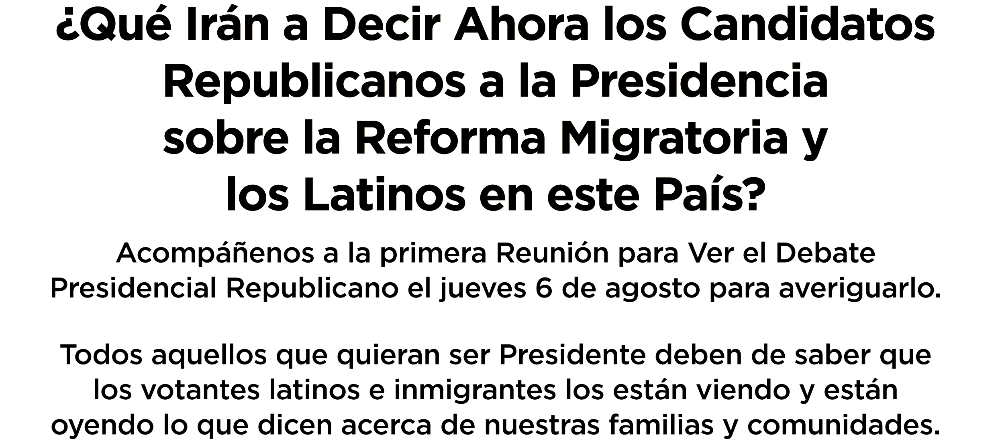 ¿Qué Irán a Decir Ahora los Candidatos
Republicanos a la Presidencia
sobre la Reforma Migratoria y
los Latinos en este País?
Acompáñenos a la primera Reunión para Ver el Debate
Presidencial Republicano el jueves 6 de agosto para averiguarlo.
Todos aquellos que quieran ser Presidente deben de saber que
los votantes latinos e inmigrantes los están viendo y están
oyendo lo que dicen acerca de nuestras familias y comunidades.